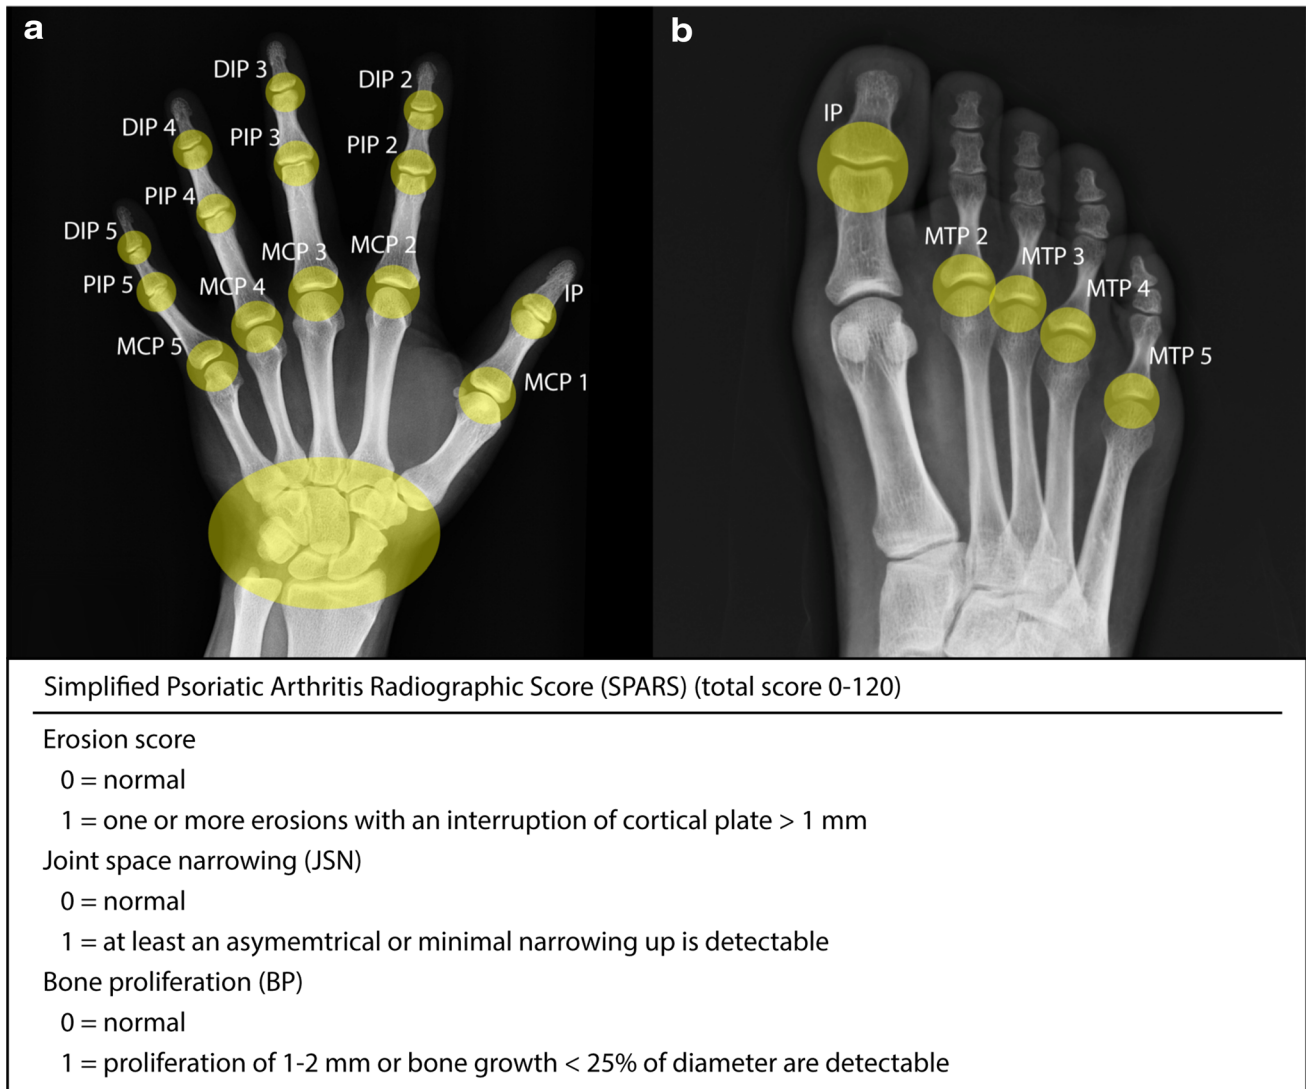 a
b
DIP 3
DIP 2
DIP 4
PIP 3
PIP 2
PIP 4
DIP 5
MCP 3
MCP 2
PIP 5
MCP 4
IP
MCP 5
MCP 1
IP
MTP 2
MTP 3
MTP 4
MTP 5
Simplified Psoriatic Arthritis Radiographic Score (SPARS) (total score 0-120)
Erosion score
0 = normal
1 = one or more erosions with an interruption of cortical plate > 1 mm
Joint space narrowing (JSN)
0 = normal
1 = at least an asymemtrical or minimal narrowing up is detectable
Bone proliferation (BP)
0 = normal
1 = proliferation of 1-2 mm or bone growth < 25% of diameter are detectable